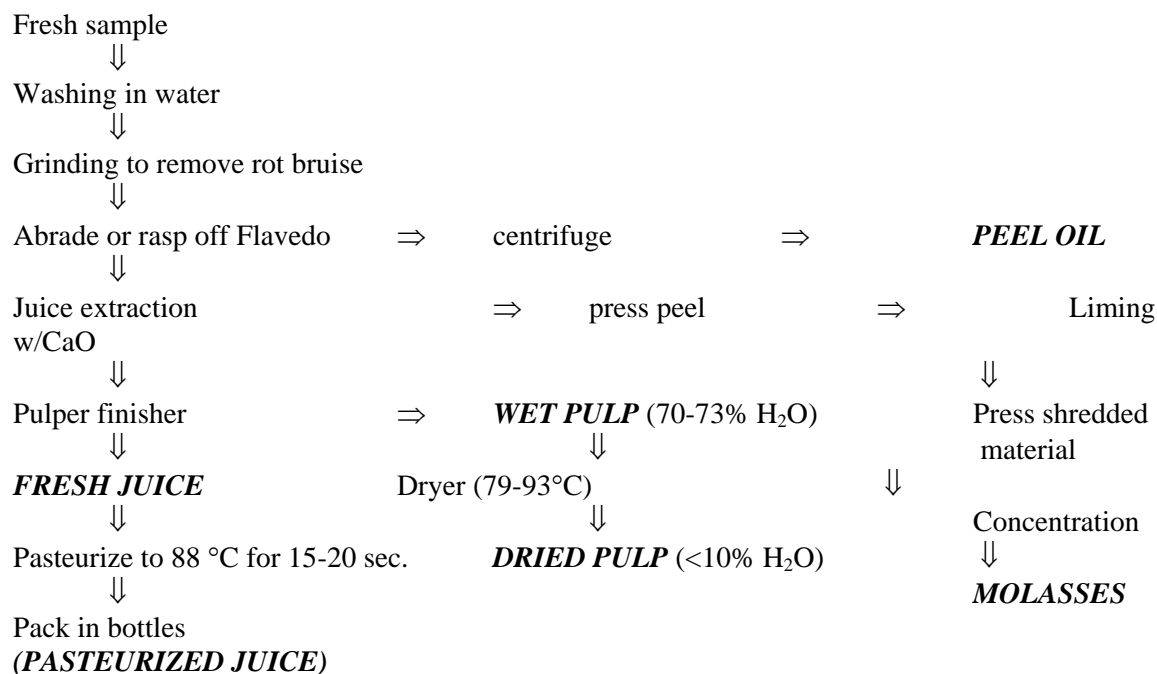 Fresh sample
⇓
Washing in water
⇓
Grinding to remove rot bruise
⇓
Abrade or rasp off Flavedo ⇒ centrifuge ⇒ PEEL OIL
⇓
Juice extraction ⇒ press peel ⇒ Liming
w/CaO
⇓ ⇓
Pulper finisher ⇒ WET PULP (70-73% H₂O) Press shredded
⇓ ⇓ material
FRESH JUICE Dryer (79-93°C) ⇓
⇓ ⇓ Concentration
Pasteurize to 88 °C for 15-20 sec. DRIED PULP (<10% H₂O) ⇓
⇓ MOLASSES
Pack in bottles
(PASTEURIZED JUICE)